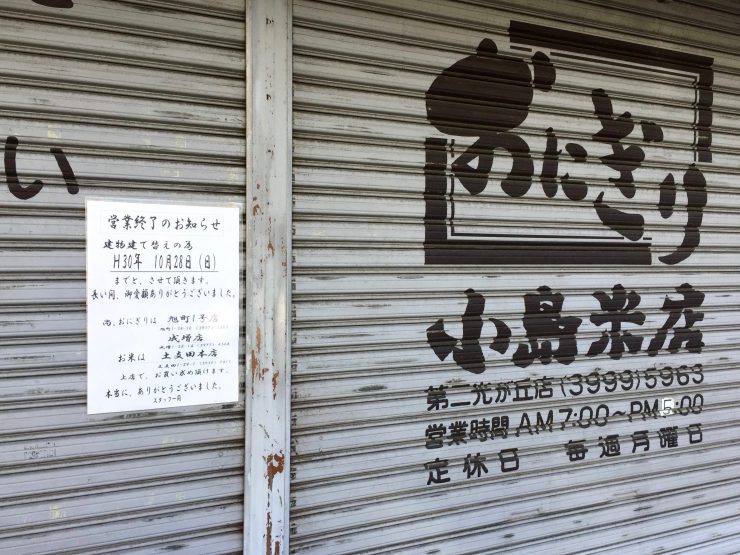 い
営業終了のお知らせ
建物建て替えの為
H30年 10月28日(日)
までと、させて頂きます。
長い間、御愛顧ありがとうございました。
尚、おにぎりは 旭町1号店
成増店
お米は 土支田本店
上店で、お買い求め頂けます。
本当に、ありがとうございました。
スタッフ一同
おにぎり
小島米店
第二光が丘店(3999)5963
営業時間 AM7:00~PM5:00
定休日 毎週月曜日